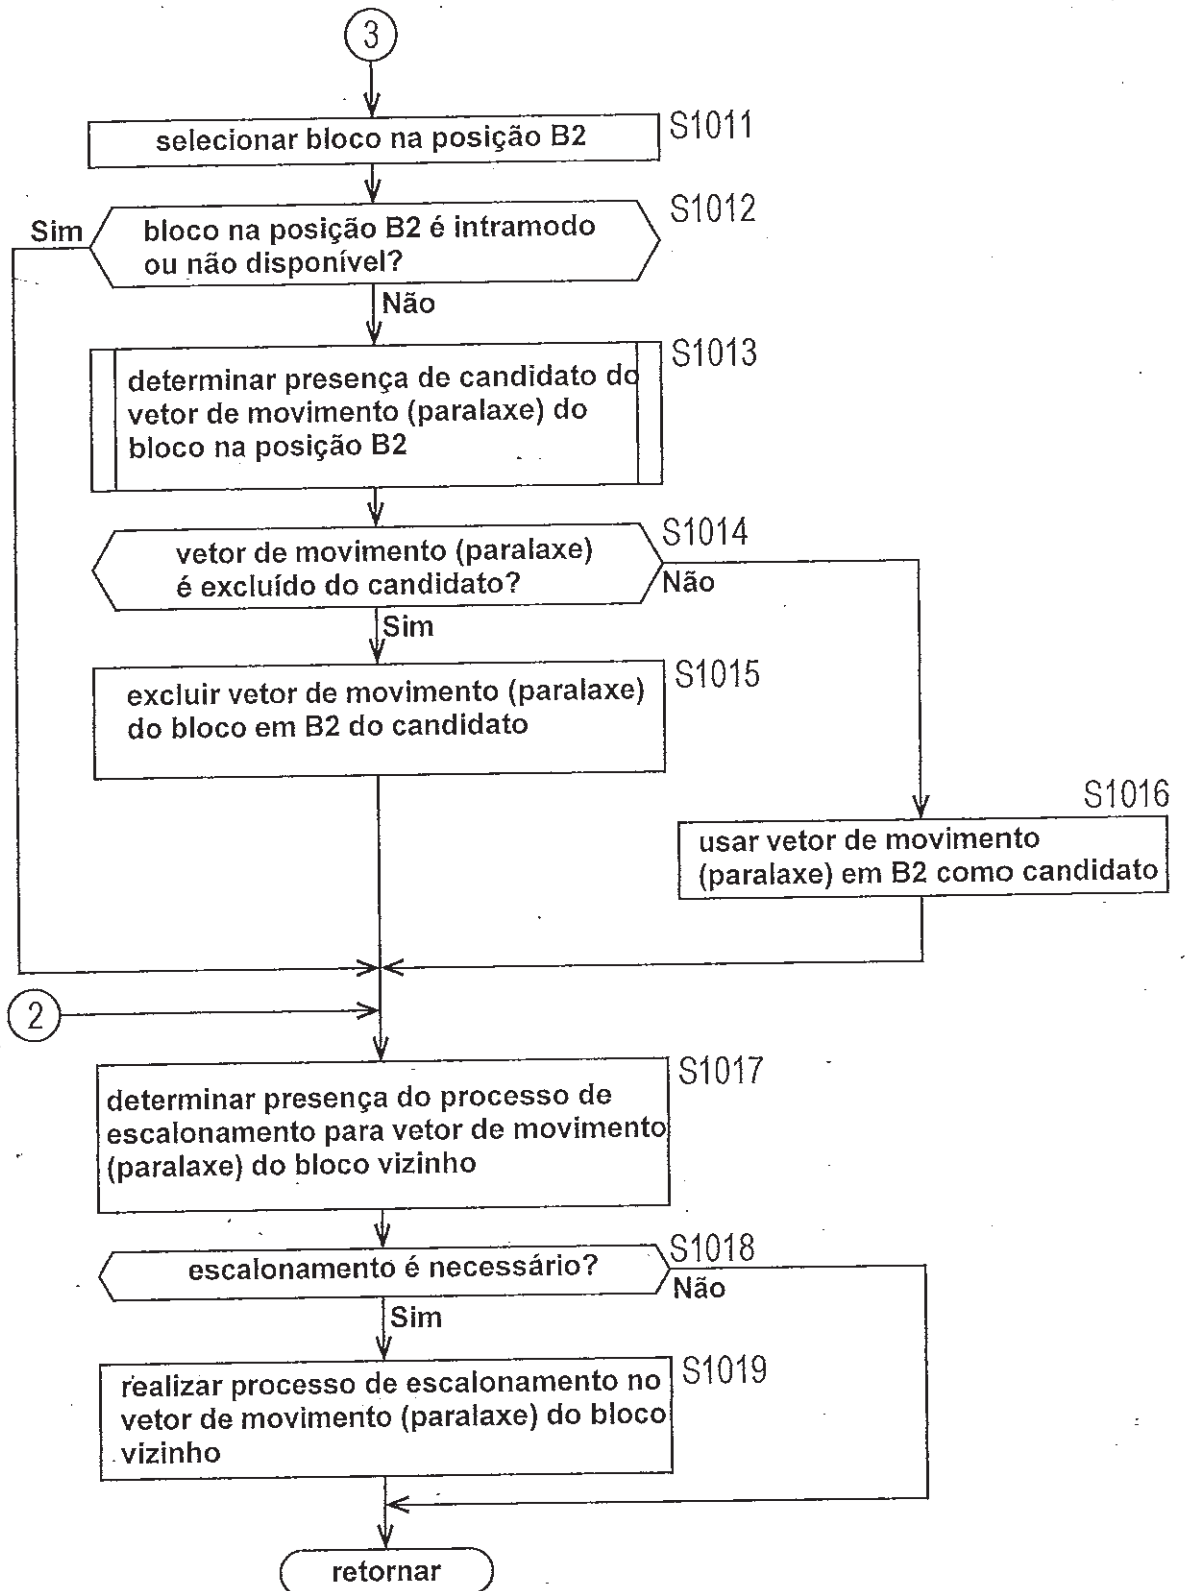 3
selecionar bloco na posição B2
S1011
S1012
Sim
bloco na posição B2 é intramodo
ou não disponível?
Não
S1013
determinar presença de candidato do
vetor de movimento (paralaxe) do
bloco na posição B2
S1014
vetor de movimento (paralaxe)
é excluído do candidato?
Não
Sim
S1015
excluir vetor de movimento (paralaxe)
do bloco em B2 do candidato
S1016
usar vetor de movimento
(paralaxe) em B2 como candidato
2
S1017
determinar presença do processo de
escalonamento para vetor de movimento
(paralaxe) do bloco vizinho
S1018
escalonamento é necessário?
Não
Sim
S1019
realizar processo de escalonamento no
vetor de movimento (paralaxe) do bloco
vizinho
retornar